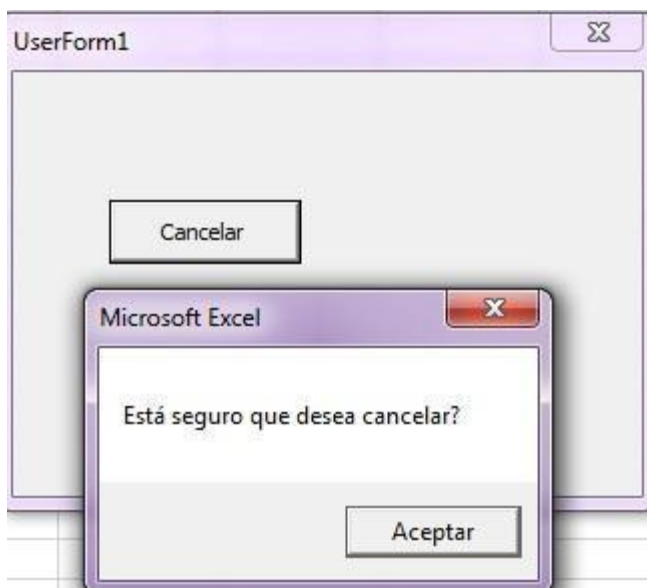 UserForm1
Cancelar
Microsoft Excel
Está seguro que desea cancelar?
Aceptar